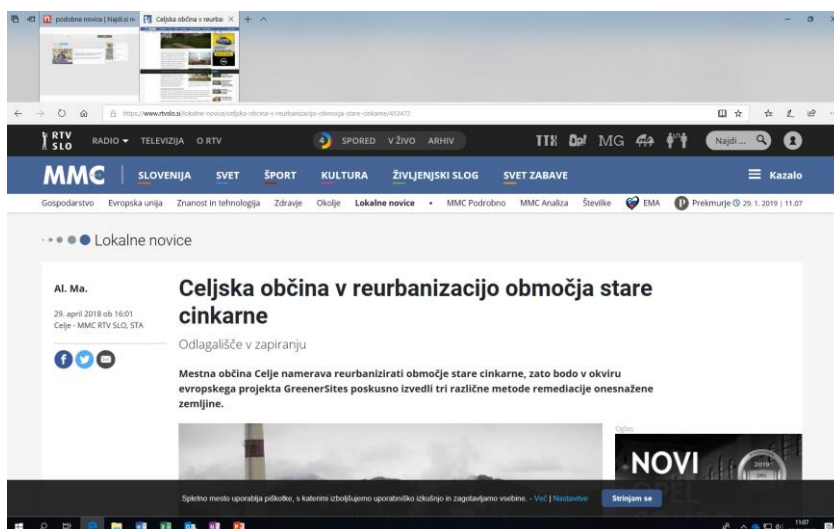 podobne novice | Najdi.si n
Celjska občina v reurba
https://www.rtvslo.si/lokalne-novice/celjska-obcina-v-reurbanizacijo-obmocja-stare-cinkarne/453472
RTV SLO RADIO TELEVIZIJA O RTV 4 SPORED V ŽIVO ARHIV MG Najdi ...
MMC SLOVENIJA SVET ŠPORT KULTURA ŽIVLJENJSKI SLOG SVET ZABAVE Kazalo
Gospodarstvo Evropska unija Znanost in tehnologija Zdravje Okolje Lokalne novice • MMC Podrobno MMC Analiza Številke EMA P Prekmurje 29. 1. 2019 | 11.07
Lokalne novice
Al. Ma.
29. april 2018 ob 16:01
Celje - MMC RTV SLO, STA
Celjska občina v reurbanizacijo območja stare
cinkarne
Odlagališče v zapiranju
Mestna občina Celje namerava reurbanizirati območje stare cinkarne, zato bodo v okviru
evropskega projekta GreenerSites poskusno izvedli tri različne metode remediacije onesnažene
zemljine.
Oglas
NOVI
2019
Spletno mesto uporablja piškotke, s katerimi izboljšujemo uporabniško izkušnjo in zagotavljamo vsebine. - Več | Nastavitve
Strinjam se
11:07